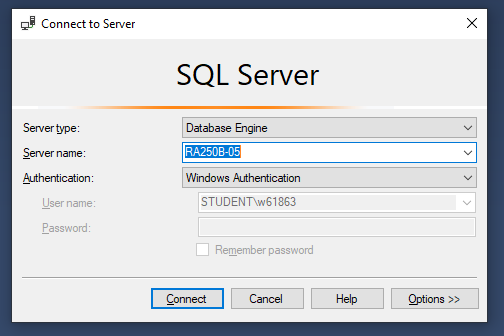 Connect to Server
SQL Server
Server type: Database Engine
Server name: RA250B-05
Authentication: Windows Authentication
User name: STUDENT\w61863
Password:
Remember password
Connect Cancel Help Options >>